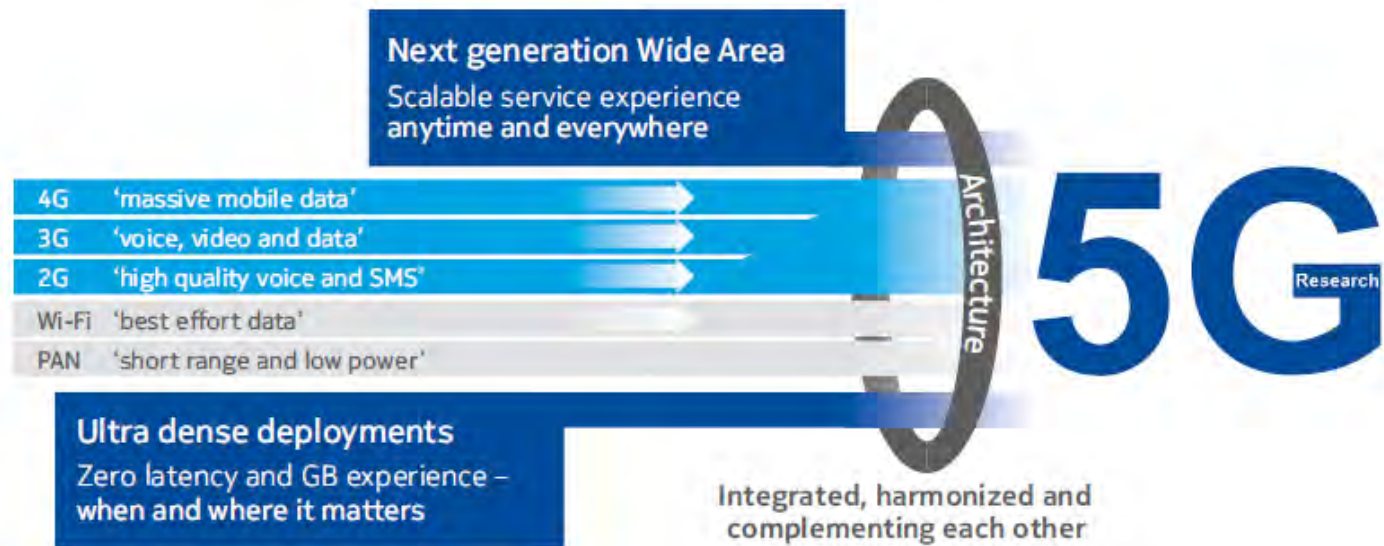 Next generation Wide Area
Scalable service experience
anytime and everywhere
4G ‘massive mobile data’
3G ‘voice, video and data’
2G ‘high quality voice and SMS’
Wi-Fi ‘best effort data’
PAN ‘short range and low power’
Architecture
5G
Research
Ultra dense deployments
Zero latency and GB experience –
when and where it matters
Integrated, harmonized and
complementing each other